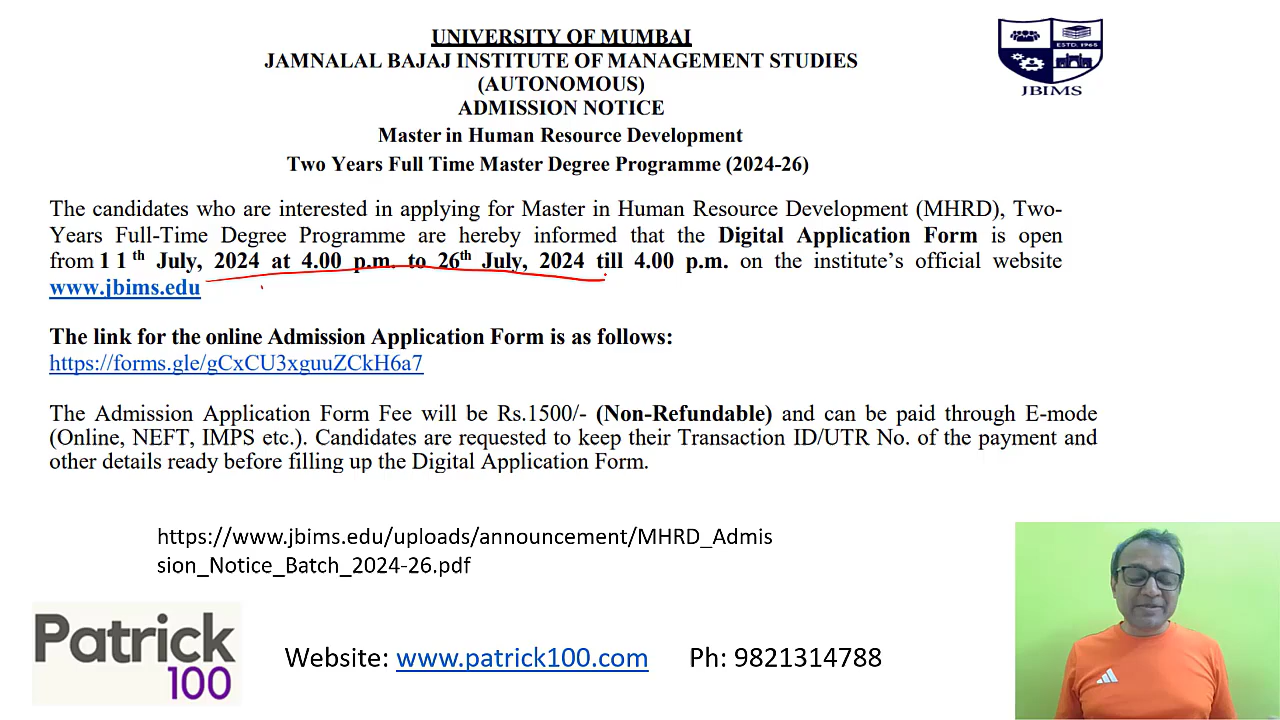 UNIVERSITY OF MUMBAI
JAMNALAL BAJAJ INSTITUTE OF MANAGEMENT STUDIES
(AUTONOMOUS)
ADMISSION NOTICE
Master in Human Resource Development
Two Years Full Time Master Degree Programme (2024-26)
ESTD. 1965
JBIMS
The candidates who are interested in applying for Master in Human Resource Development (MHRD), Two-
Years Full-Time Degree Programme are hereby informed that the Digital Application Form is open
from 1 1 th July, 2024 at 4.00 p.m. to 26th July, 2024 till 4.00 p.m. on the institute's official website
www.jbims.edu
The link for the online Admission Application Form is as follows:
https://forms.gle/gCxCU3xguuZCkH6a7
The Admission Application Form Fee will be Rs.1500/- (Non-Refundable) and can be paid through E-mode
(Online, NEFT, IMPS etc.). Candidates are requested to keep their Transaction ID/UTR No. of the payment and
other details ready before filling up the Digital Application Form.
https://www.jbims.edu/uploads/announcement/MHRD_Admis
sion_Notice_Batch_2024-26.pdf
Patrick
100
Website: www.patrick100.com Ph: 9821314788